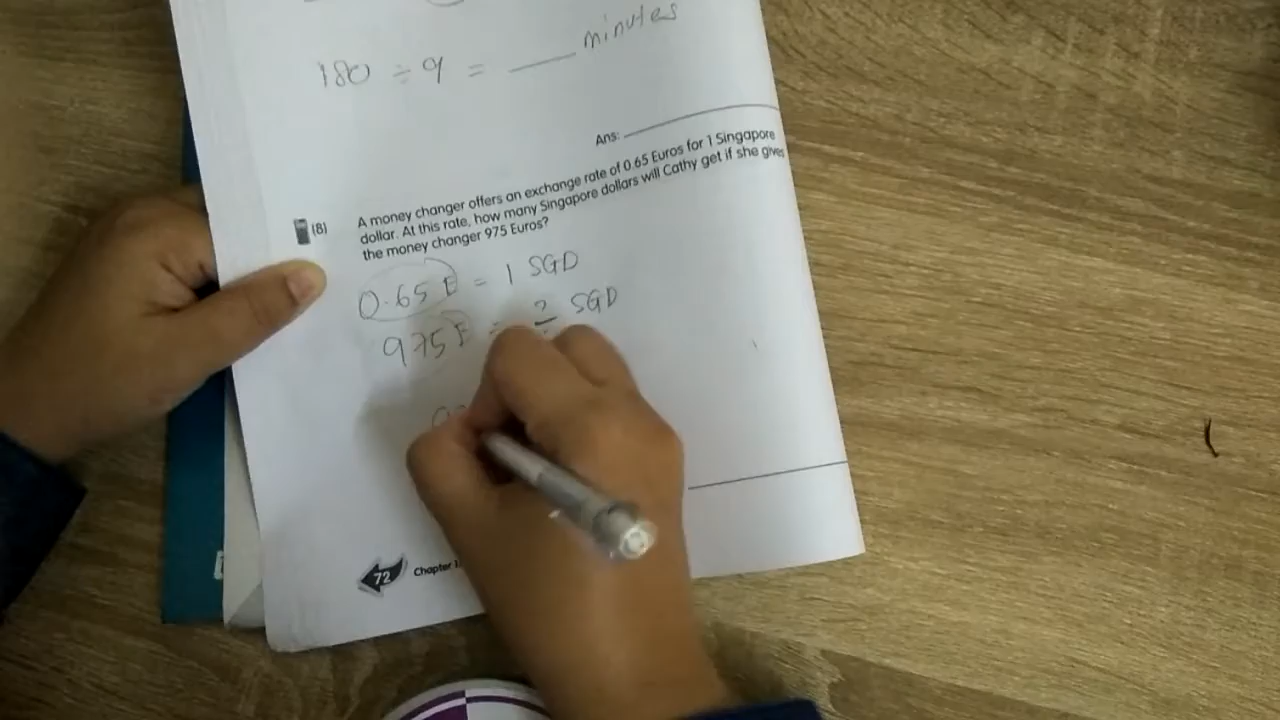 180 ÷ 9 = ____ minutes
Ans: ____
(8) A money changer offers an exchange rate of 0.65 Euros for 1 Singapore
dollar. At this rate, how many Singapore dollars will Cathy get if she gives
the money changer 975 Euros?
0.65 E = 1 SGD
975 E = ? SGD
72 Chapter 1